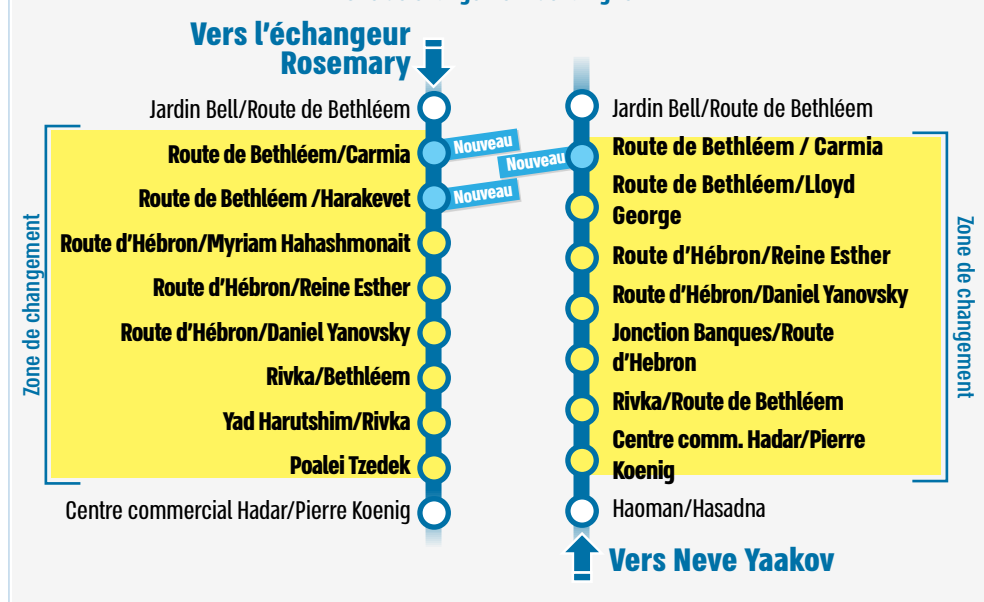 Vers l'échangeur
Rosemary
Jardin Bell/Route de Bethléem
Route de Bethléem/Carmia
Nouveau
Route de Bethléem /Harakevet
Nouveau
Route d'Hébron/Myriam Hahashmonait
Route d'Hébron/Reine Esther
Route d'Hébron/Daniel Yanovsky
Rivka/Bethléem
Yad Harutshim/Rivka
Poalei Tzedek
Centre commercial Hadar/Pierre Koenig
Zone de changement
Jardin Bell/Route de Bethléem
Nouveau
Route de Bethléem / Carmia
Route de Bethléem/Lloyd
George
Route d'Hébron/Reine Esther
Route d'Hébron/Daniel Yanovsky
Jonction Banques/Route
d'Hebron
Rivka/Route de Bethléem
Centre comm. Hadar/Pierre
Koenig
Haoman/Hasadna
Zone de changement
Vers Neve Yaakov